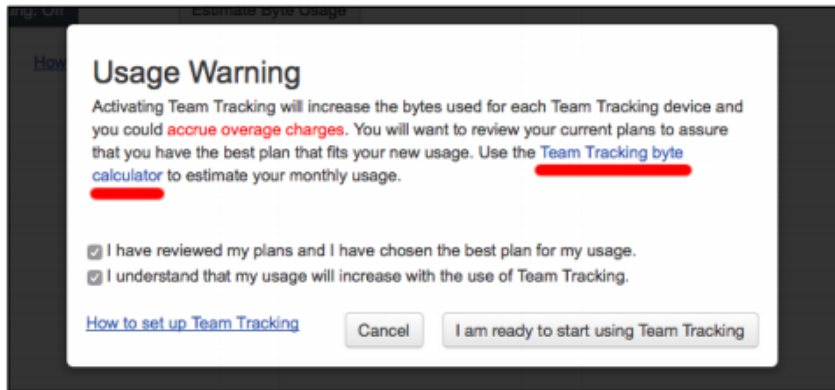 ng: Off
Estimate Byte Usage
How
Usage Warning
Activating Team Tracking will increase the bytes used for each Team Tracking device and
you could accrue overage charges. You will want to review your current plans to assure
that you have the best plan that fits your new usage. Use the Team Tracking byte
calculator to estimate your monthly usage.
I have reviewed my plans and I have chosen the best plan for my usage.
I understand that my usage will increase with the use of Team Tracking.
How to set up Team Tracking
Cancel
I am ready to start using Team Tracking